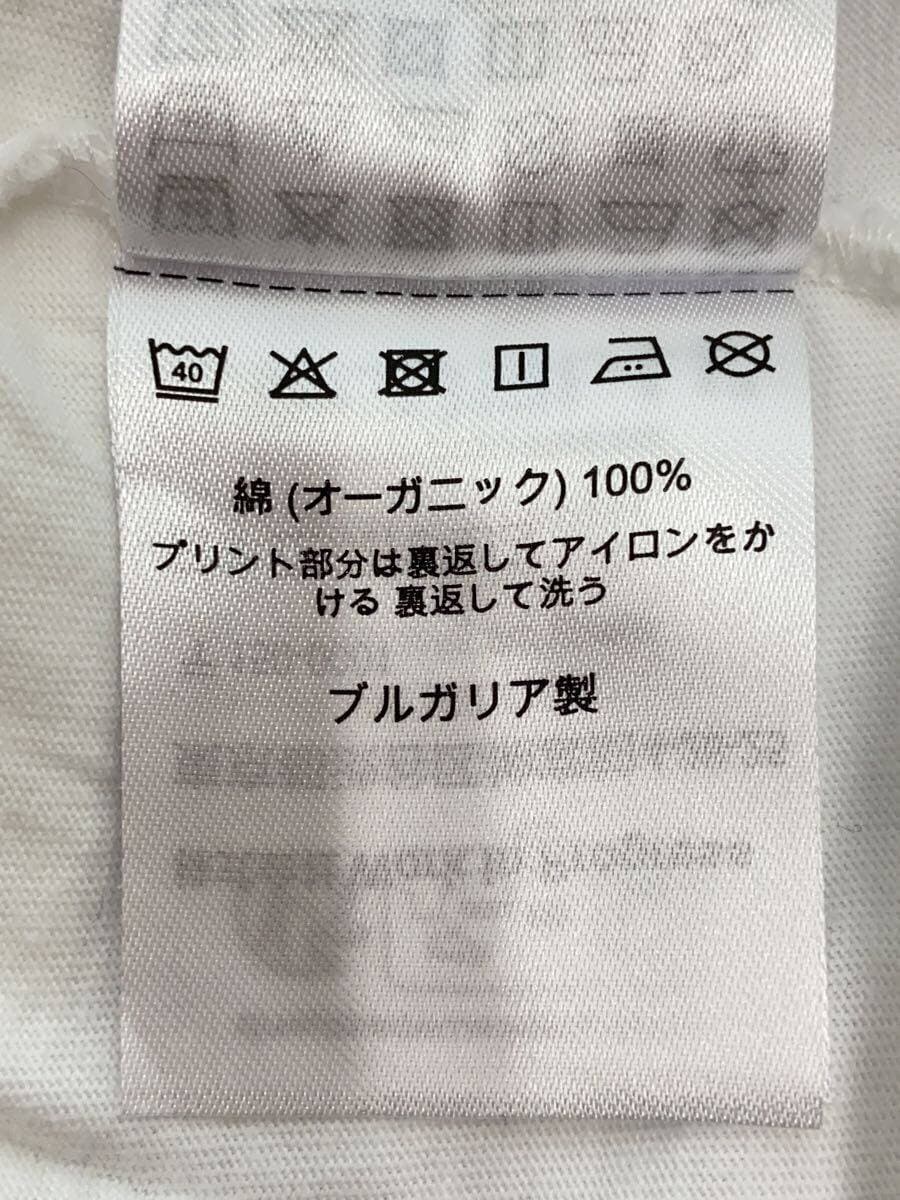 40
綿 (オーガニック) 100%
プリント部分は裏返してアイロンをか
ける 裏返して洗う
ブルガリア製